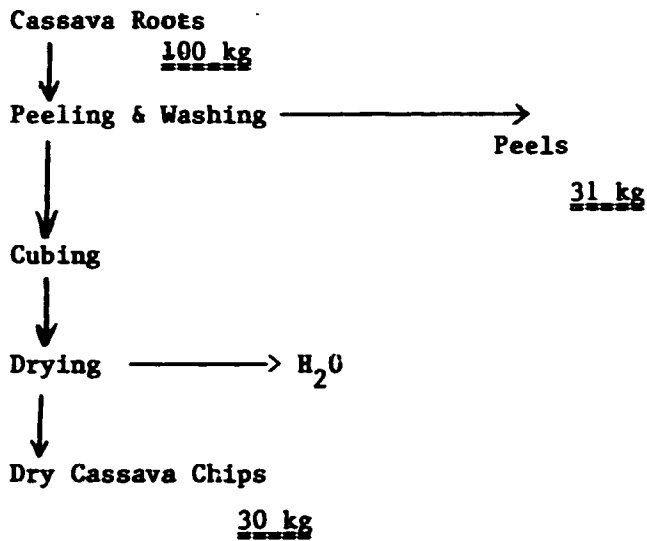 Cassava Roots
100 kg
Peeling & Washing
Peels
31 kg
Cubing
Drying
H₂O
Dry Cassava Chips
30 kg